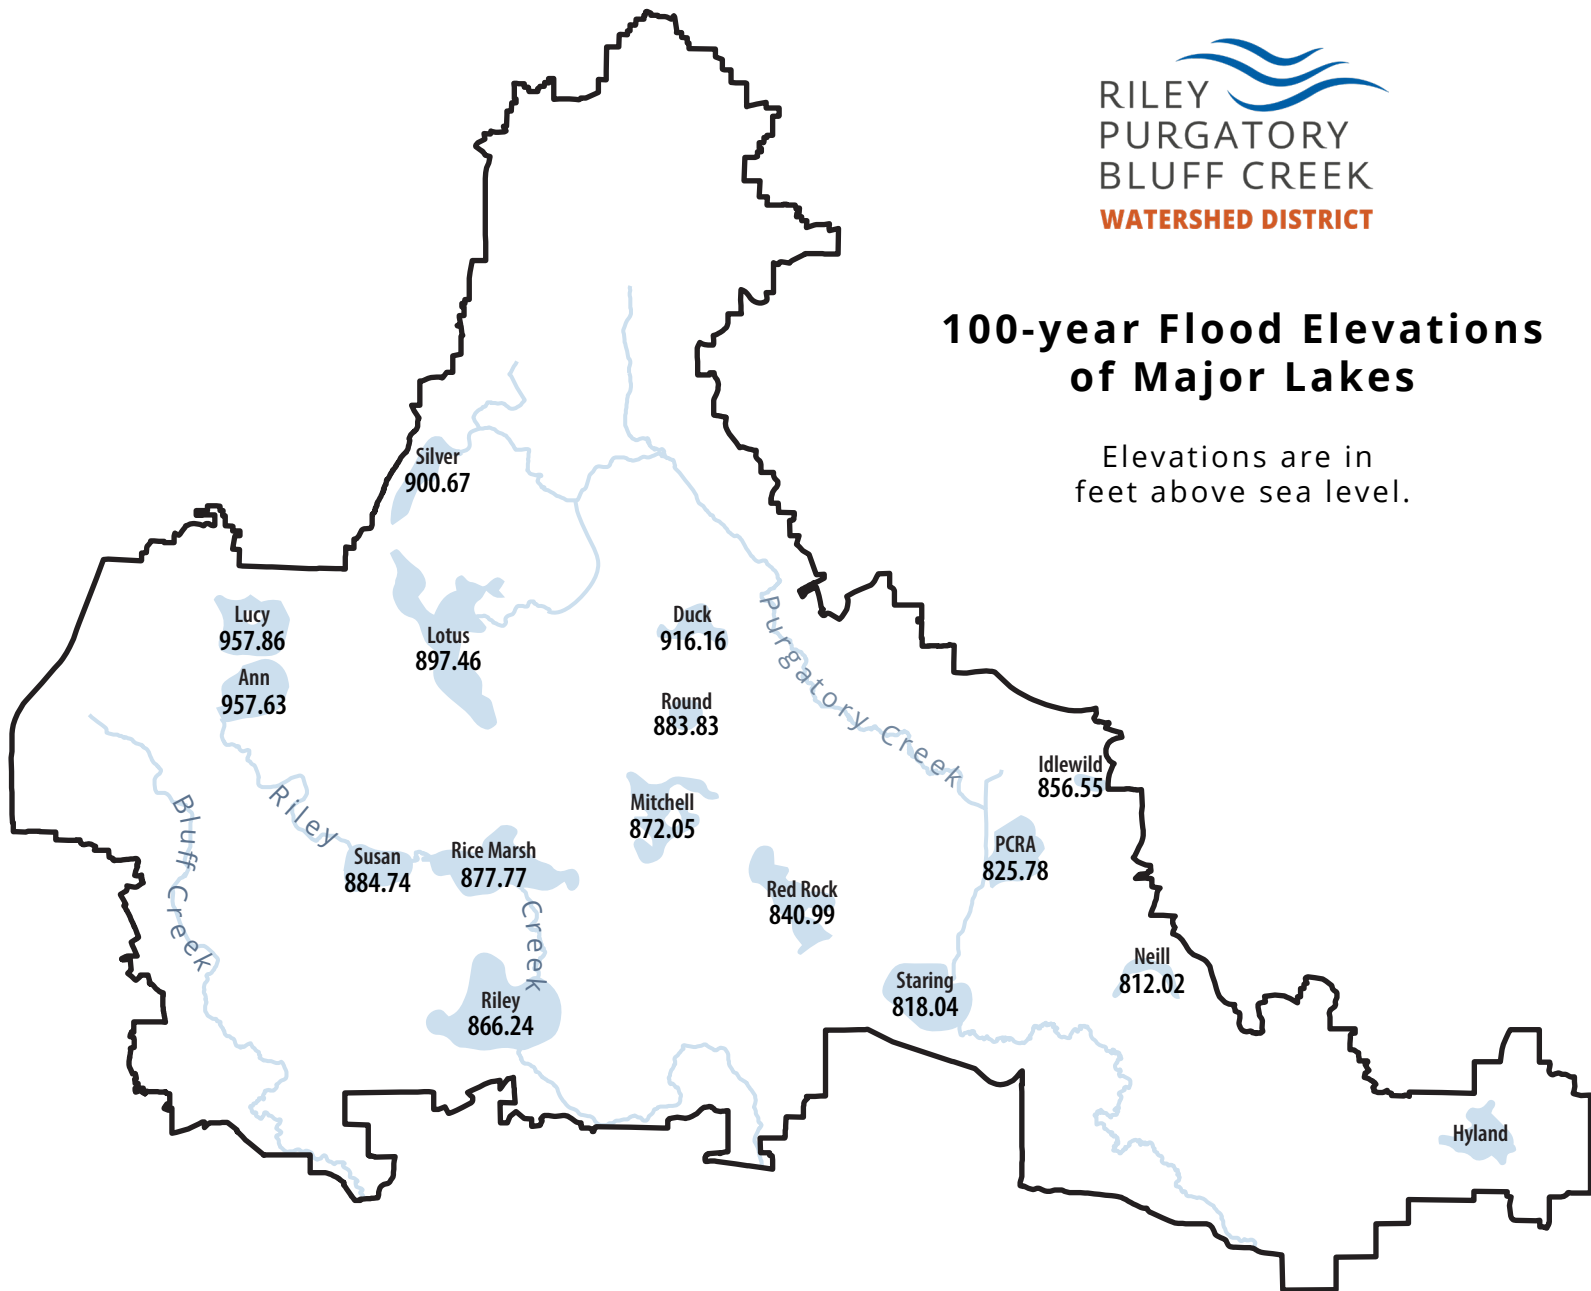 RILEY
PURGATORY
BLUFF CREEK
WATERSHED DISTRICT
100-year Flood Elevations
of Major Lakes
Elevations are in
feet above sea level.
Silver
900.67
Lucy
957.86
Ann
957.63
Lotus
897.46
Duck
916.16
Round
883.83
Purgatory Creek
Idlewild
856.55
Mitchell
872.05
Bluff Creek
Riley
Creek
Susan
884.74
Rice Marsh
877.77
PCRA
825.78
Red Rock
840.99
Riley
866.24
Staring
818.04
Neill
812.02
Hyland